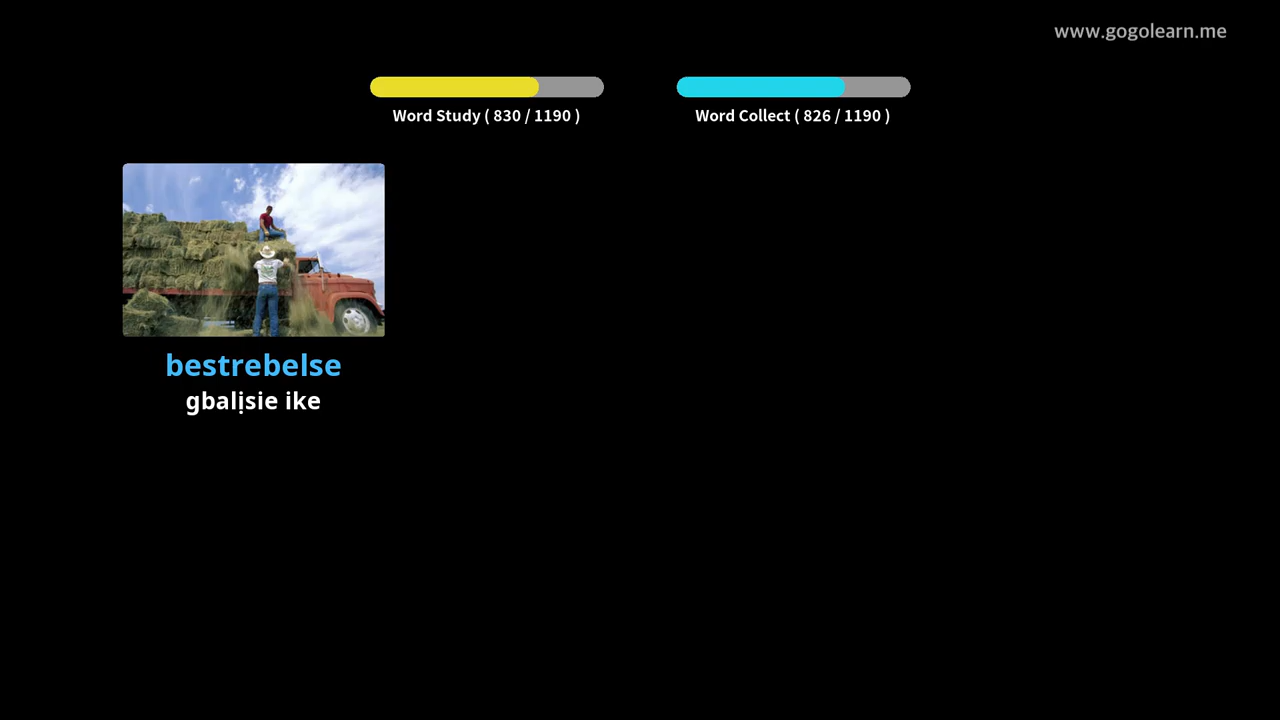 www.gogolearn.me
Word Study ( 830 / 1190 )
Word Collect ( 826 / 1190 )
bestrebelse
gbalịsie ike